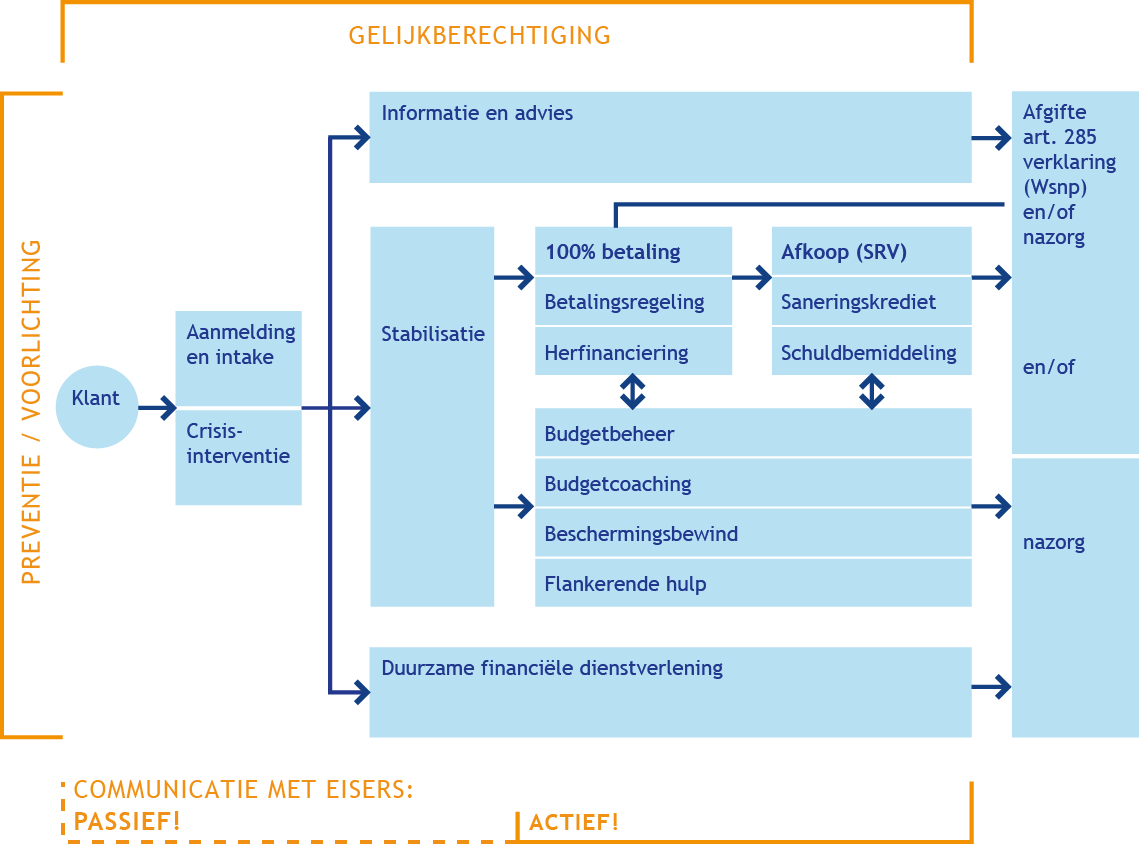 GELIJKBERECHTIGING
PREVENTIE / VOORLICHTING
Klant
Aanmelding
en intake
Crisis-
interventie
Informatie en advies
Stabilisatie
100% betaling
Betalingsregeling
Herfinanciering
Afkoop (SRV)
Saneringskrediet
Schuldbemiddeling
Budgetbeheer
Budgetcoaching
Beschermingsbewind
Flankerende hulp
Duurzame financiële dienstverlening
Afgifte
art. 285
verklaring
(Wsnp)
en/of
nazorg
en/of
nazorg
COMMUNICATIE MET EISERS:
PASSIEF!
ACTIEF!